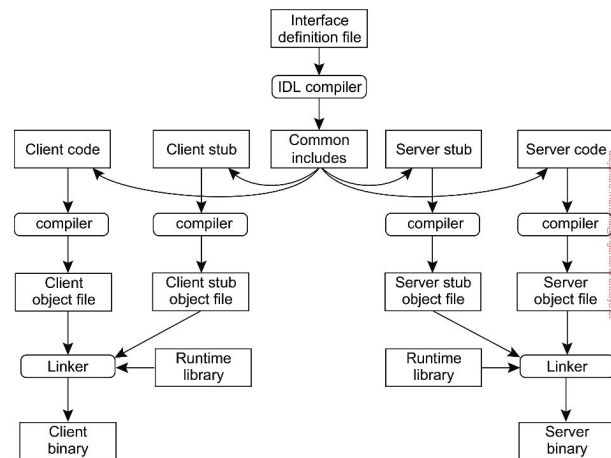 Interface
definition file
IDL compiler
Client code
Client stub
Common
includes
Server stub
Server code
compiler
compiler
compiler
compiler
Client
object file
Client stub
object file
Server stub
object file
Server
object file
Linker
Runtime
library
Runtime
library
Linker
Client
binary
Server
binary